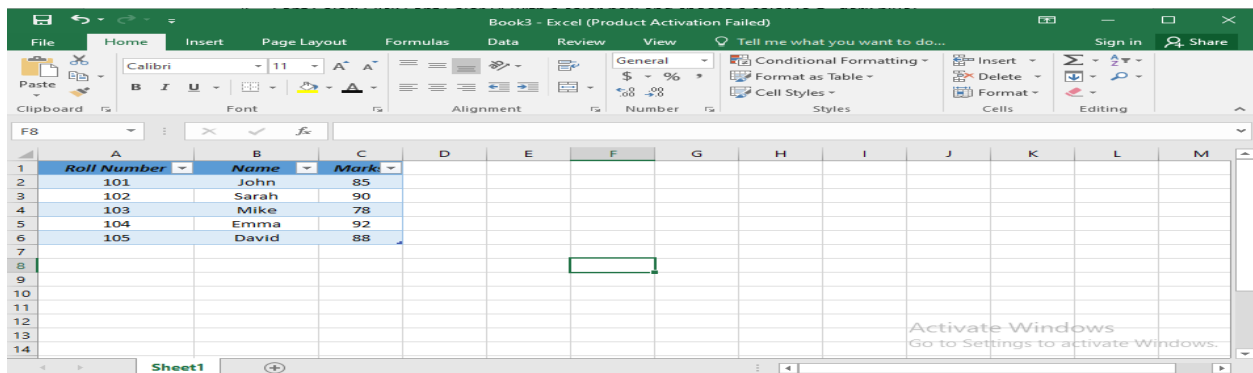 Book3 - Excel (Product Activation Failed)
File Home Insert Page Layout Formulas Data Review View Tell me what you want to do... Sign in Share
Paste
Calibri 11 A A
B I U A
General
$ % ,
Conditional Formatting
Format as Table
Cell Styles
Insert
Delete
Format
Clipboard Font Alignment Number Styles Cells Editing
F8 fx
A B C D E F G H I J K L M
1 Roll Number Name Mark
2 101 John 85
3 102 Sarah 90
4 103 Mike 78
5 104 Emma 92
6 105 David 88
7
8
9
10
11
12
13
14
Activate Windows
Go to Settings to activate Windows.
Sheet1